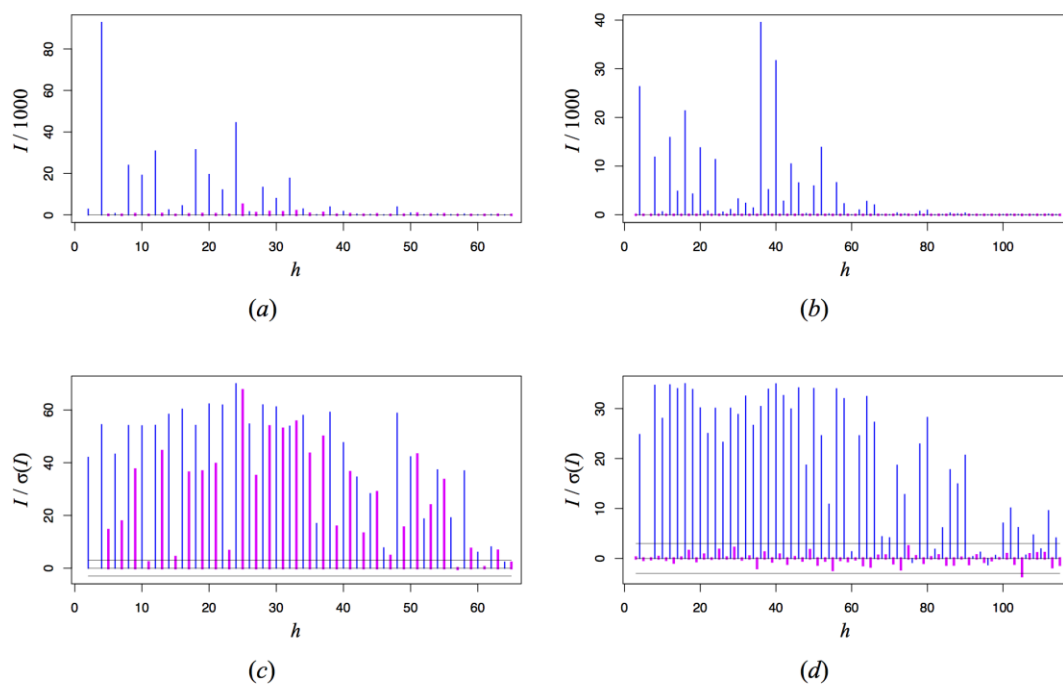 I / 1000
0 20 40 60 80
0 10 20 30 40 50 60
h
(a)
I / 1000
0 10 20 30 40
0 20 40 60 80 100
h
(b)
I / σ(I)
0 20 40 60
0 10 20 30 40 50 60
h
(c)
I / σ(I)
0 10 20 30
0 20 40 60 80 100
h
(d)